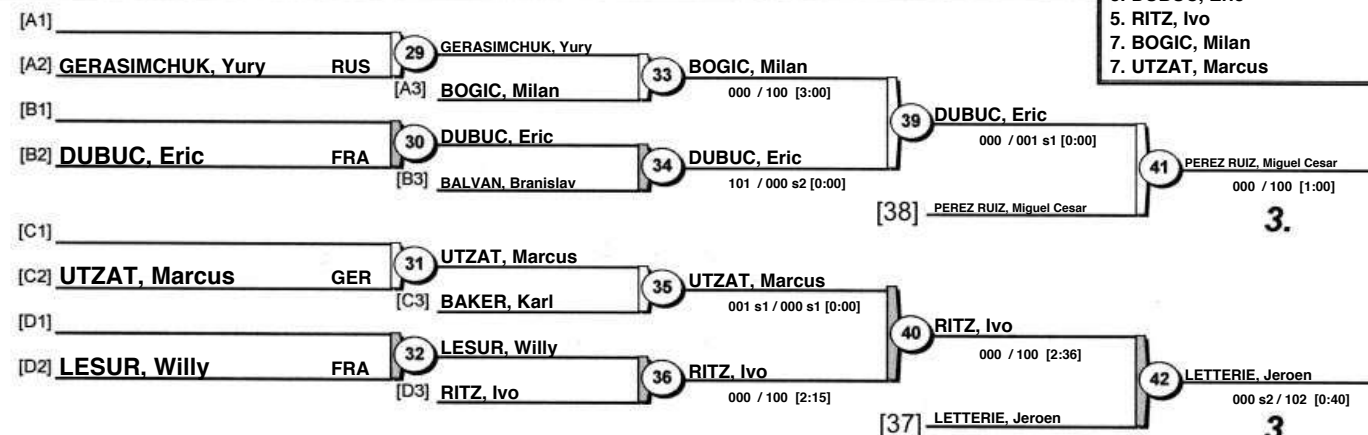 5. RITZ, Ivo
7. BOGIC, Milan
7. UTZAT, Marcus
[A1]
[A2] GERASIMCHUK, Yury RUS
29
GERASIMCHUK, Yury
[A3] BOGIC, Milan
33
BOGIC, Milan
000 / 100 [3:00]
[B1]
[B2] DUBUC, Eric FRA
30
DUBUC, Eric
[B3] BALVAN, Branislav
34
DUBUC, Eric
101 / 000 s2 [0:00]
39
DUBUC, Eric
000 / 001 s1 [0:00]
[38] PEREZ RUIZ, Miguel Cesar
41
PEREZ RUIZ, Miguel Cesar
000 / 100 [1:00]
3.
[C1]
[C2] UTZAT, Marcus GER
31
UTZAT, Marcus
[C3] BAKER, Karl
35
UTZAT, Marcus
001 s1 / 000 s1 [0:00]
[D1]
[D2] LESUR, Willy FRA
32
LESUR, Willy
[D3] RITZ, Ivo
36
RITZ, Ivo
000 / 100 [2:15]
40
RITZ, Ivo
000 / 100 [2:36]
[37] LETTERIE, Jeroen
42
LETTERIE, Jeroen
000 s2 / 102 [0:40]
3